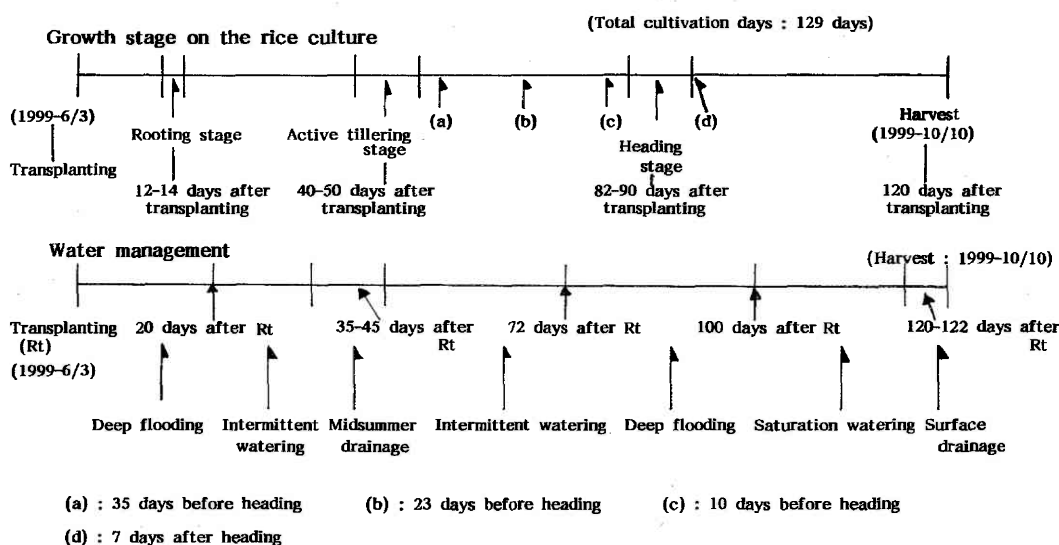 (Total cultivation days : 129 days)
Growth stage on the rice culture
(a) (b) (c) (d)
(1999-6/3)
Transplanting
Rooting stage
12-14 days after
transplanting
Active tillering
stage
40-50 days after
transplanting
Heading
stage
82-90 days after
transplanting
Harvest
(1999-10/10)
120 days after
transplanting
Water management
(Harvest : 1999-10/10)
Transplanting
(Rt)
(1999-6/3)
20 days after Rt
35-45 days after
Rt
72 days after Rt
100 days after Rt
120-122 days after
Rt
Deep flooding
Intermittent
watering
Midsummer
drainage
Intermittent watering
Deep flooding
Saturation watering
Surface
drainage
(a) : 35 days before heading
(b) : 23 days before heading
(c) : 10 days before heading
(d) : 7 days after heading